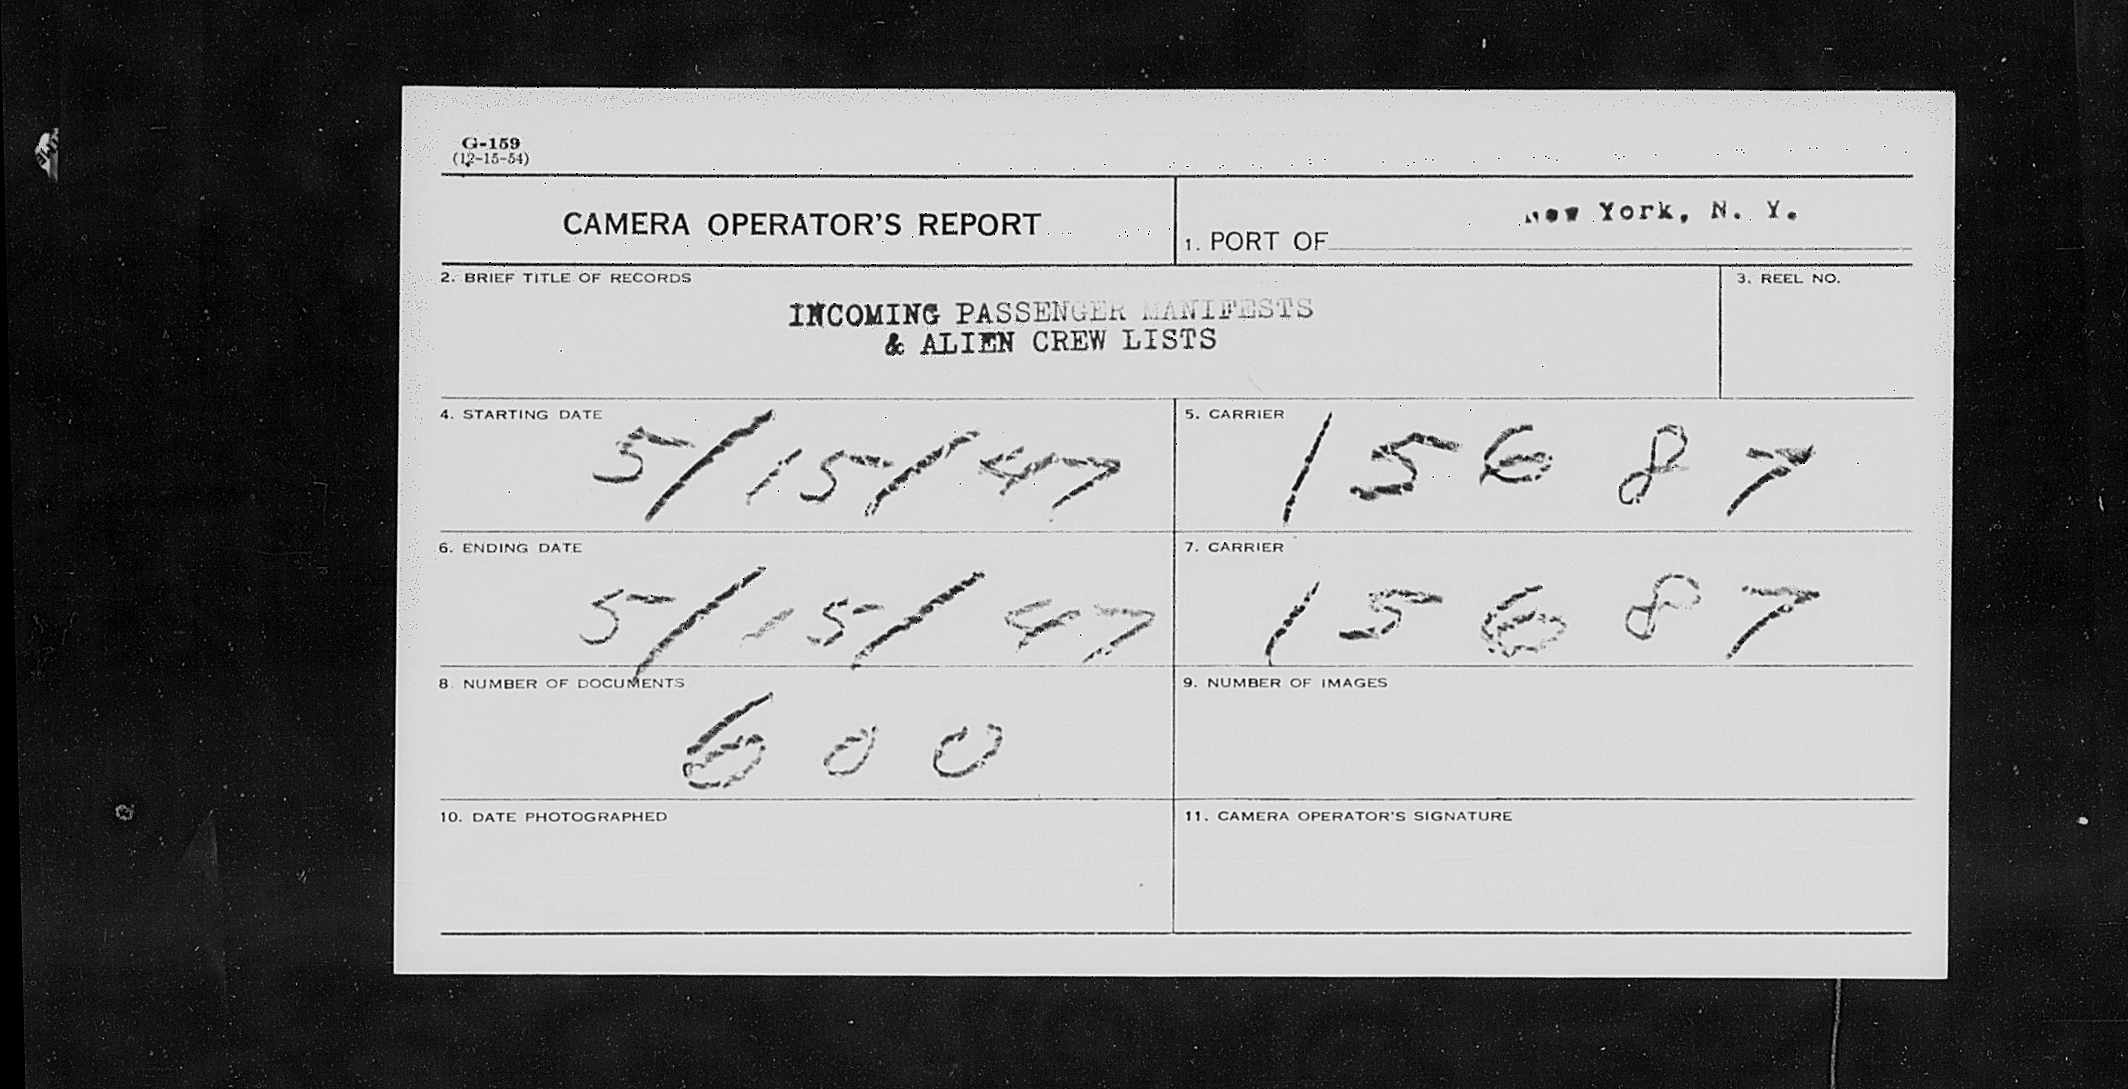 G-159
(12-15-54)
CAMERA OPERATOR'S REPORT
1. PORT OF New York, N. Y.
2. BRIEF TITLE OF RECORDS
INCOMING PASSENGER MANIFESTS
& ALIEN CREW LISTS
3. REEL NO.
4. STARTING DATE
5/15/47
5. CARRIER
15687
6. ENDING DATE
5/15/47
7. CARRIER
15687
8. NUMBER OF DOCUMENTS
600
9. NUMBER OF IMAGES
10. DATE PHOTOGRAPHED
11. CAMERA OPERATOR'S SIGNATURE